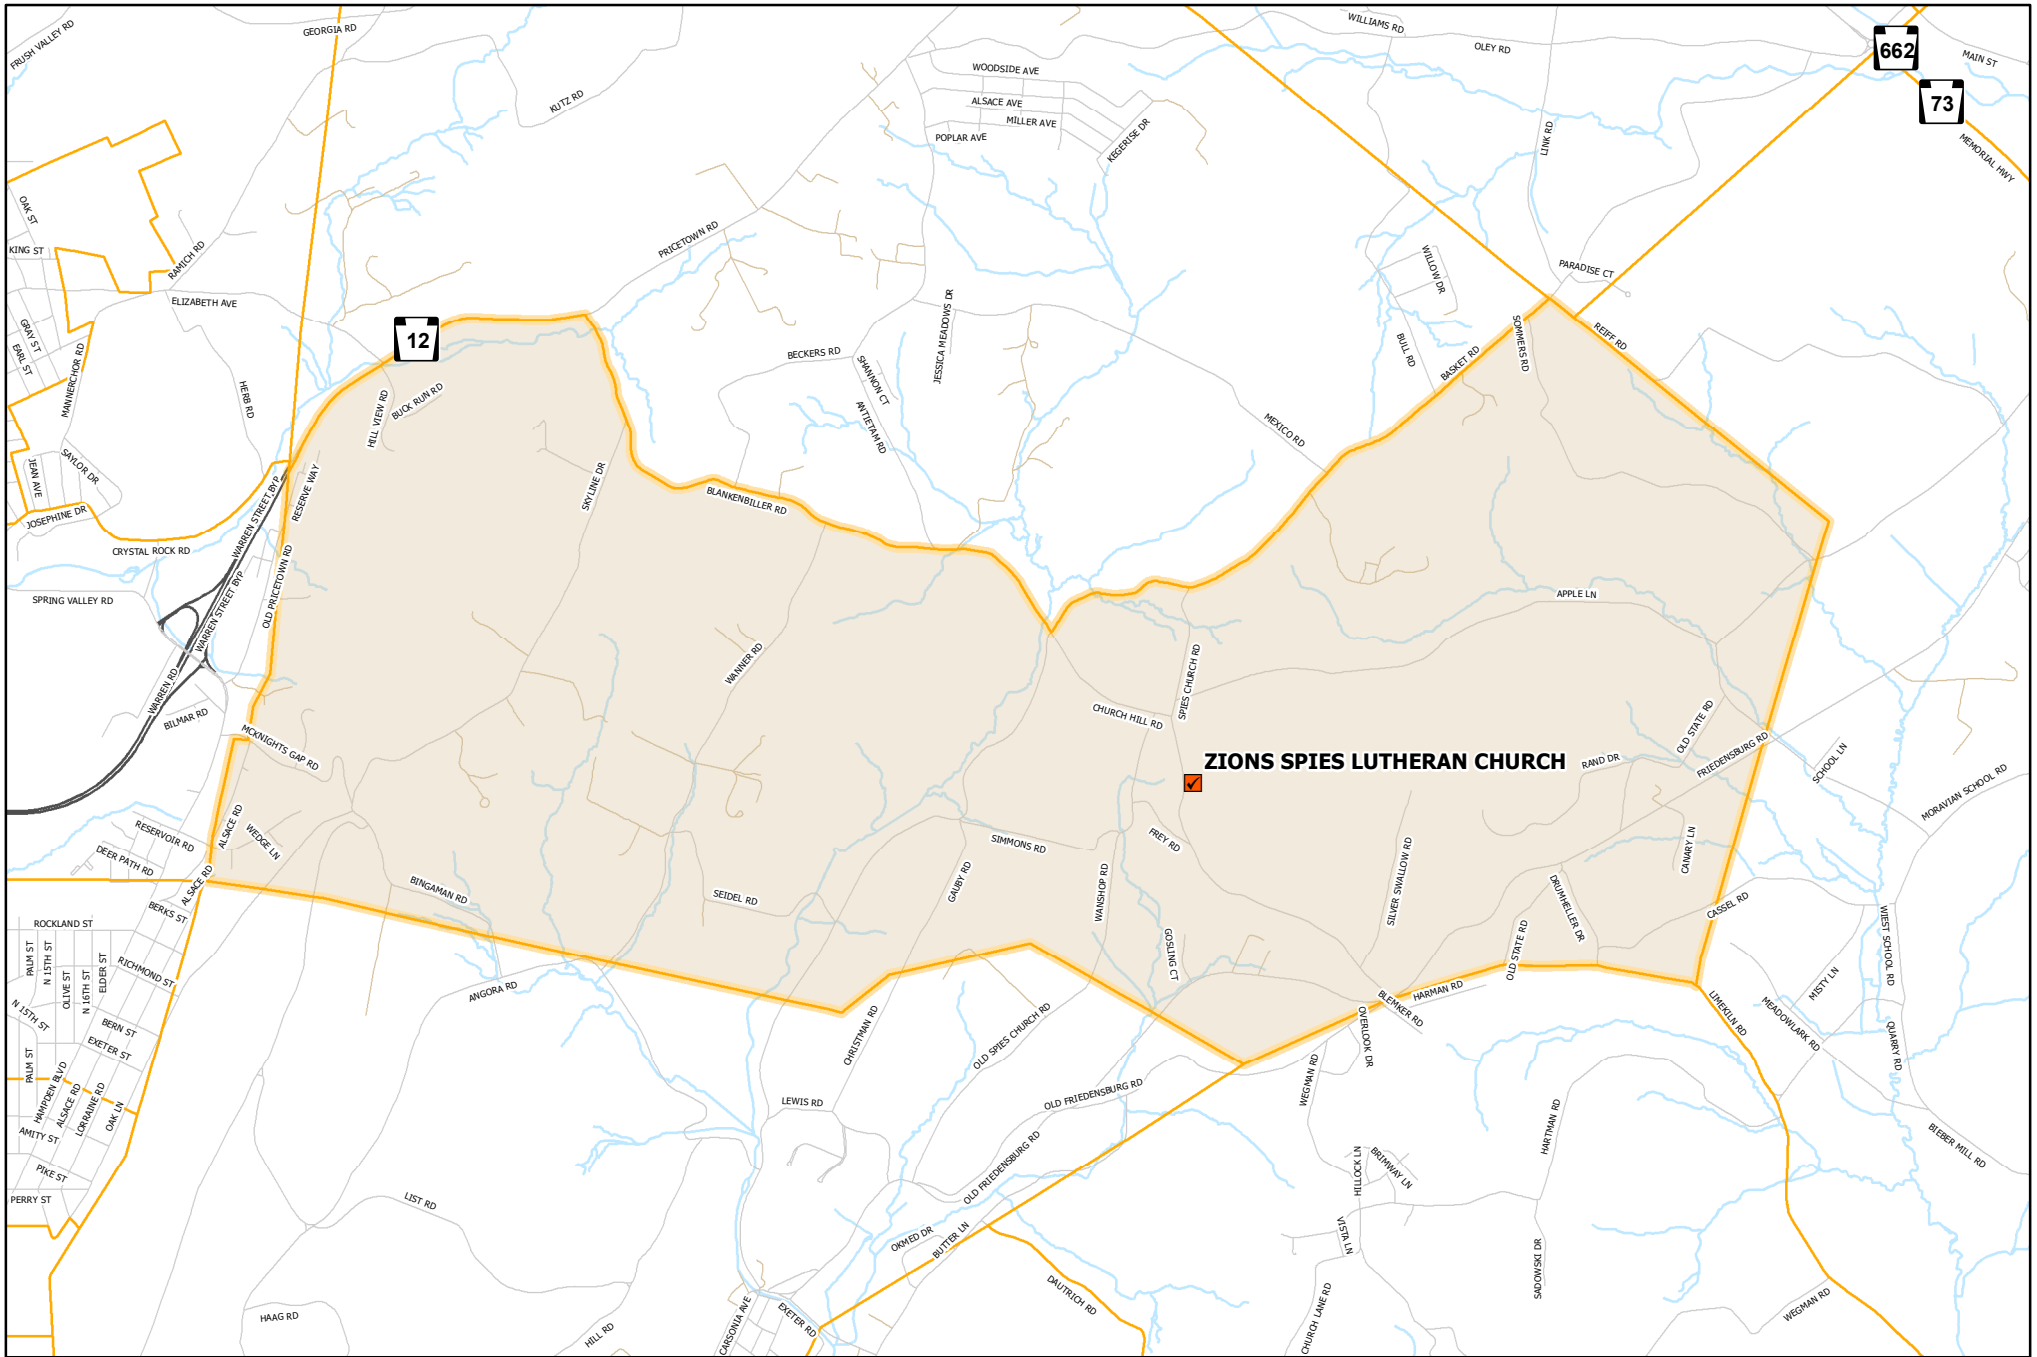 FRUSH VALLEY RD
GEORGIA RD
KUTZ RD
WOODSIDE AVE
ALSACE AVE
MILLER AVE
POPLAR AVE
KEGERISE DR
WILLIAMS RD
OLEY RD
LINK RD
662
73
MAIN ST
MEMORIAL HWY
OAK ST
KING ST
RAMICH RD
ELIZABETH AVE
PRICETOWN RD
GRAY ST
EARL ST
MANNERCHOR RD
HERB RD
12
HILL VIEW RD
BUCK RUN RD
BECKERS RD
SHANNON CT
ANTIETAM RD
JESSICA MEADOWS DR
WILLOW DR
BULL RD
PARADISE CT
SOMMERS RD
BASKET RD
REIFF RD
MEXICO RD
SAYLOR DR
JEAN AVE
JOSEPHINE DR
CRYSTAL ROCK RD
SPRING VALLEY RD
WARREN STREET BYP
WARREN STREET BYP
RESERVE WAY
OLD PRICETOWN RD
SKYLINE DR
BLANKENBILLER RD
WANNER RD
WARREN RD
BILMAR RD
MCKNIGHTS GAP RD
APPLE LN
SPIES CHURCH RD
CHURCH HILL RD
ZIONS SPIES LUTHERAN CHURCH
RAND DR
OLD STATE RD
FRIEDENSBURG RD
SCHOOL LN
MORAVIAN SCHOOL RD
RESERVOIR RD
DEER PATH RD
ALSACE RD
WEDGE LN
ALSACE RD
BERKS ST
BINGAMAN RD
SEIDEL RD
GAUBY RD
SIMMONS RD
FREY RD
WANSHOP RD
GOSLING CT
SILVER SWALLOW RD
CANARY LN
DRUMHELLER DR
OLD STATE RD
CASSEL RD
WIEST SCHOOL RD
ROCKLAND ST
PALM ST
N 15TH ST
OLIVE ST
N 16TH ST
ELDER ST
RICHMOND ST
N 15TH ST
BERN ST
EXETER ST
ANGORA RD
CHRISTMAN RD
OLD SPIES CHURCH RD
HARMAN RD
BLEMKER RD
OVERLOOK DR
LIMEKILN RD
MISTY LN
MEADOWLARK RD
QUARRY RD
PALM ST
HAMPDEN BLVD
ALSACE RD
LORRAINE RD
OAK LN
AMITY ST
PIKE ST
PERRY ST
LEWIS RD
OLD FRIEDENSBURG RD
OLD FRIEDENSBURG RD
WEGMAN RD
HARTMAN RD
BIEBER MILL RD
LIST RD
OKMED DR
BUTTER LN
HILLOCK LN
BRIMWAY LN
VISTA LN
SADOWSKI DR
DAUTRICH RD
CHURCH LANE RD
WEGMAN RD
HAAG RD
HILL RD
CARSONIA AVE
EXETER RD